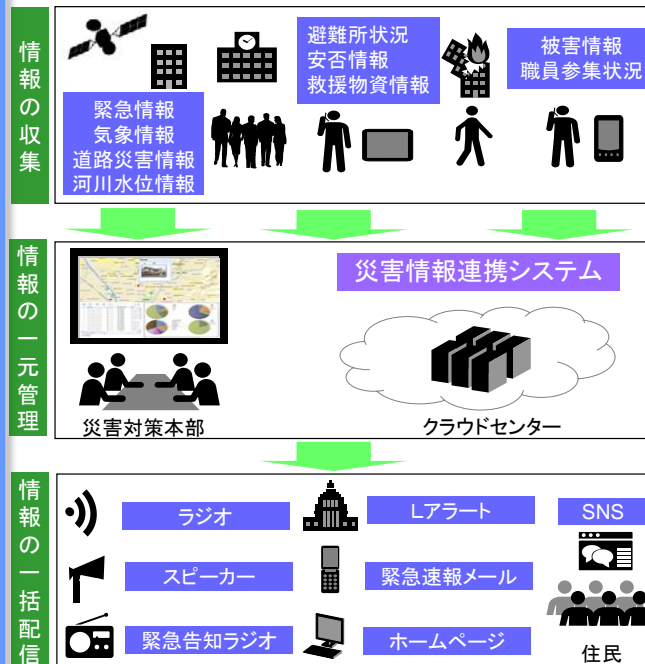 情報の収集
緊急情報
気象情報
道路災害情報
河川水位情報
避難所状況
安否情報
救援物資情報
被害情報
職員参集状況
情報の一元管理
災害対策本部
災害情報連携システム
クラウドセンター
情報の一括配信
ラジオ
Lアラート
SNS
スピーカー
緊急速報メール
緊急告知ラジオ
ホームページ
住民